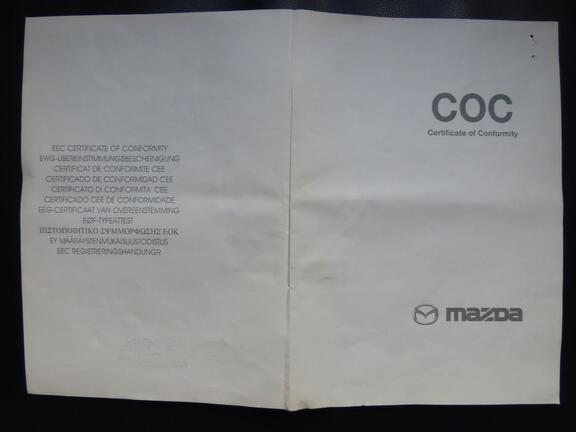 EEC CERTIFICATE OF CONFORMITY
EWG-ÜBEREINSTIMMUNGSBESCHEINIGUNG
CERTIFICAT DE CONFORMITE CEE
CERTIFICADO DE CONFORMIDAD CEE
CERTIFICATO DI CONFORMITA' CEE
CERTIFICADO CEE DE CONFORMIDADE
EEG-CERTIFICAAT VAN OVEREENSTEMMING
EØF-TYPEATTEST
ΠΙΣΤΟΠΟΙΗΤΙΚΟ ΣΥΜΜΟΡΦΩΣΗΣ ΕΟΚ
EY MÄÄRÄYSTENMUKAISUUSTODISTUS
EEC REGISTRERINGSHANDUNGR
COC
Certificate of Conformity
mazda